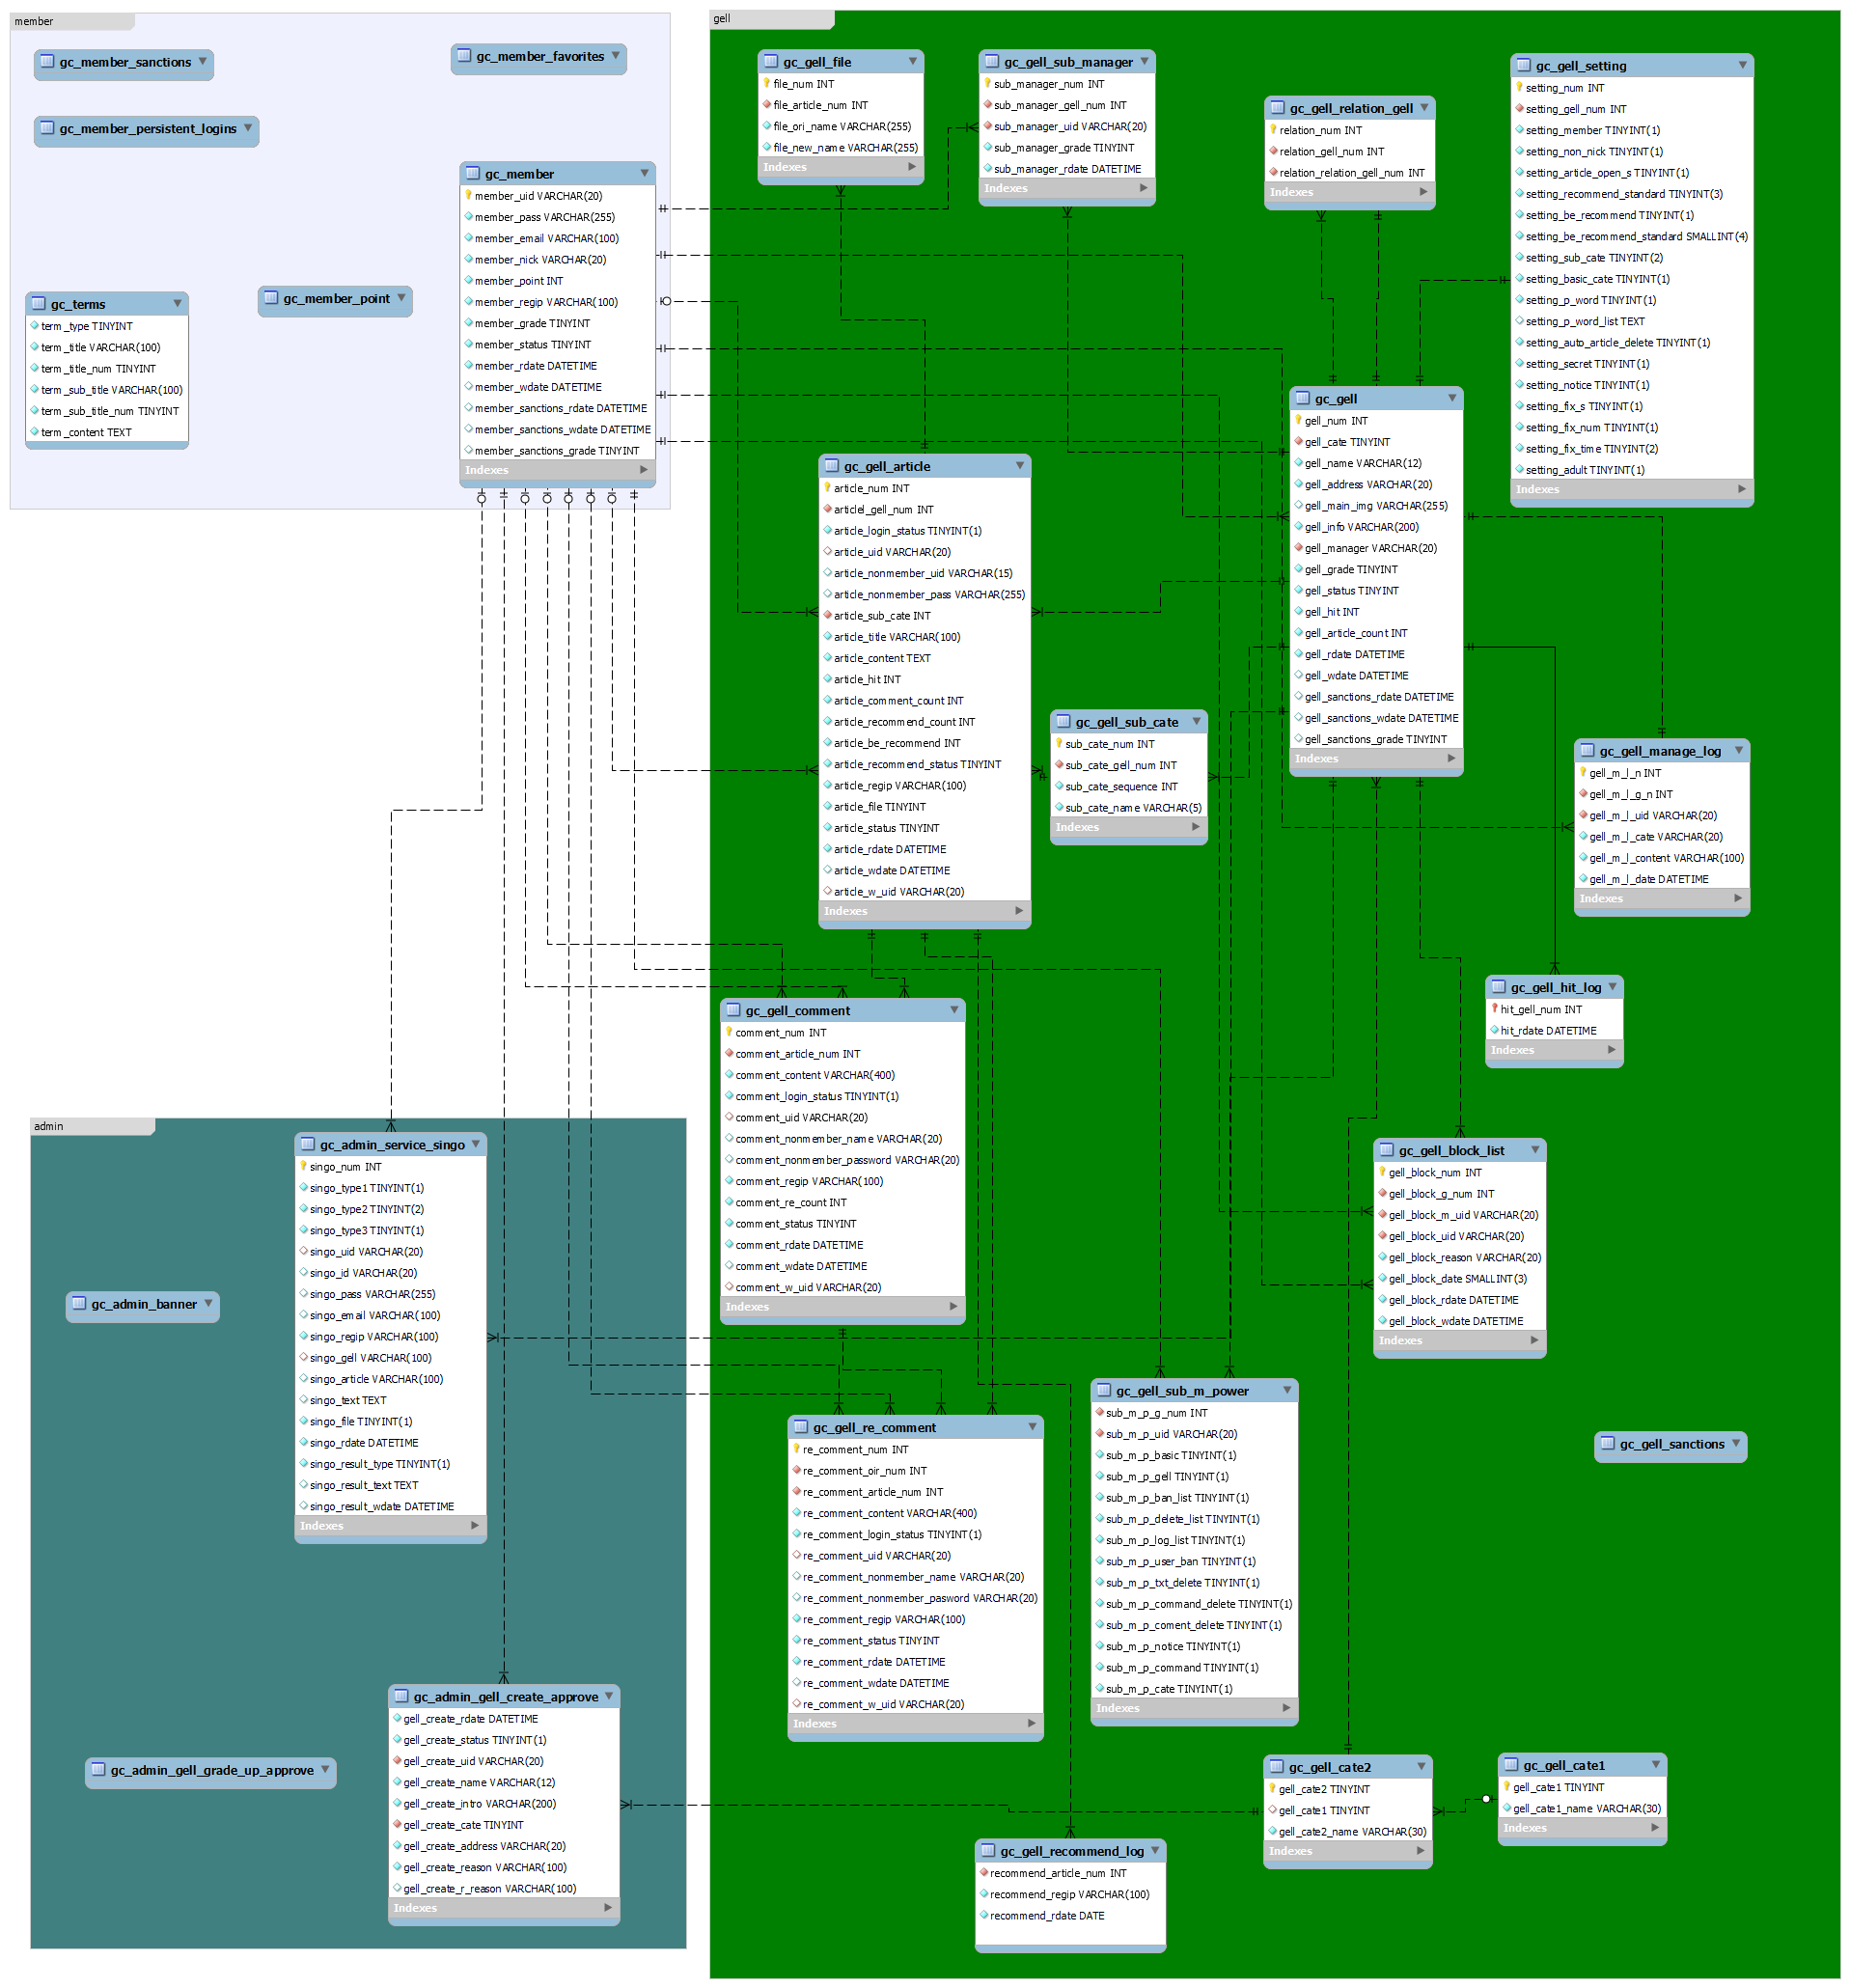 member
gc_member_sanctions
gc_member_favorites
gc_member_persistent_logins
gc_member
member_uid VARCHAR(20)
member_pass VARCHAR(255)
member_email VARCHAR(100)
member_nick VARCHAR(20)
member_point INT
member_regip VARCHAR(100)
member_grade TINYINT
member_status TINYINT
member_rdate DATETIME
member_wdate DATETIME
member_sanctions_rdate DATETIME
member_sanctions_wdate DATETIME
member_sanctions_grade TINYINT
Indexes
gc_terms
term_type TINYINT
term_title VARCHAR(100)
term_title_num TINYINT
term_sub_title VARCHAR(100)
term_sub_title_num TINYINT
term_content TEXT
gc_member_point
gell
gc_gell_file
file_num INT
file_article_num INT
file_ori_name VARCHAR(255)
file_new_name VARCHAR(255)
Indexes
gc_gell_sub_manager
sub_manager_num INT
sub_manager_gell_num INT
sub_manager_uid VARCHAR(20)
sub_manager_grade TINYINT
sub_manager_rdate DATETIME
Indexes
gc_gell_relation_gell
relation_num INT
relation_gell_num INT
relation_relation_gell_num INT
Indexes
gc_gell_setting
setting_num INT
setting_gell_num INT
setting_member TINYINT(1)
setting_non_nick TINYINT(1)
setting_article_open_s TINYINT(1)
setting_recommend_standard TINYINT(3)
setting_be_recommend TINYINT(1)
setting_be_recommend_standard SMALLINT(4)
setting_sub_cate TINYINT(2)
setting_basic_cate TINYINT(1)
setting_p_word TINYINT(1)
setting_p_word_list TEXT
setting_auto_article_delete TINYINT(1)
setting_secret TINYINT(1)
setting_notice TINYINT(1)
setting_fix_s TINYINT(1)
setting_fix_num TINYINT(1)
setting_fix_time TINYINT(2)
setting_adult TINYINT(1)
Indexes
gc_gell
gell_num INT
gell_cate TINYINT
gell_name VARCHAR(12)
gell_address VARCHAR(20)
gell_main_img VARCHAR(255)
gell_info VARCHAR(200)
gell_manager VARCHAR(20)
gell_grade TINYINT
gell_status TINYINT
gell_hit INT
gell_article_count INT
gell_rdate DATETIME
gell_wdate DATETIME
gell_sanctions_rdate DATETIME
gell_sanctions_wdate DATETIME
gell_sanctions_grade TINYINT
Indexes
gc_gell_article
article_num INT
articlel_gell_num INT
article_login_status TINYINT(1)
article_uid VARCHAR(20)
article_nonmember_uid VARCHAR(15)
article_nonmember_pass VARCHAR(255)
article_sub_cate INT
article_title VARCHAR(100)
article_content TEXT
article_hit INT
article_comment_count INT
article_recommend_count INT
article_be_recommend INT
article_recommend_status TINYINT
article_regip VARCHAR(100)
article_file TINYINT
article_status TINYINT
article_rdate DATETIME
article_wdate DATETIME
article_w_uid VARCHAR(20)
Indexes
gc_gell_sub_cate
sub_cate_num INT
sub_cate_gell_num INT
sub_cate_sequence INT
sub_cate_name VARCHAR(5)
Indexes
gc_gell_manage_log
gell_m_l_n INT
gell_m_l_g_n INT
gell_m_l_uid VARCHAR(20)
gell_m_l_cate VARCHAR(20)
gell_m_l_content VARCHAR(100)
gell_m_l_date DATETIME
Indexes
gc_gell_hit_log
hit_gell_num INT
hit_rdate DATETIME
Indexes
gc_gell_comment
comment_num INT
comment_article_num INT
comment_content VARCHAR(400)
comment_login_status TINYINT(1)
comment_uid VARCHAR(20)
comment_nonmember_name VARCHAR(20)
comment_nonmember_password VARCHAR(20)
comment_regip VARCHAR(100)
comment_re_count INT
comment_status TINYINT
comment_rdate DATETIME
comment_wdate DATETIME
comment_w_uid VARCHAR(20)
Indexes
gc_gell_block_list
gell_block_num INT
gell_block_g_num INT
gell_block_m_uid VARCHAR(20)
gell_block_uid VARCHAR(20)
gell_block_reason VARCHAR(20)
gell_block_date SMALLINT(3)
gell_block_rdate DATETIME
gell_block_wdate DATETIME
Indexes
admin
gc_admin_service_singo
singo_num INT
singo_type1 TINYINT(1)
singo_type2 TINYINT(2)
singo_type3 TINYINT(1)
singo_uid VARCHAR(20)
singo_id VARCHAR(20)
singo_pass VARCHAR(255)
singo_email VARCHAR(100)
singo_regip VARCHAR(100)
singo_gell VARCHAR(100)
singo_article VARCHAR(100)
singo_text TEXT
singo_file TINYINT(1)
singo_rdate DATETIME
singo_result_type TINYINT(1)
singo_result_text TEXT
singo_result_wdate DATETIME
Indexes
gc_admin_banner
gc_admin_gell_create_approve
gell_create_rdate DATETIME
gell_create_status TINYINT(1)
gell_create_uid VARCHAR(20)
gell_create_name VARCHAR(12)
gell_create_intro VARCHAR(200)
gell_create_cate TINYINT
gell_create_address VARCHAR(20)
gell_create_reason VARCHAR(100)
gell_create_r_reason VARCHAR(100)
Indexes
gc_admin_gell_grade_up_approve
gc_gell_re_comment
re_comment_num INT
re_comment_oir_num INT
re_comment_article_num INT
re_comment_content VARCHAR(400)
re_comment_login_status TINYINT(1)
re_comment_uid VARCHAR(20)
re_comment_nonmember_name VARCHAR(20)
re_comment_nonmember_pasword VARCHAR(20)
re_comment_regip VARCHAR(100)
re_comment_status TINYINT
re_comment_rdate DATETIME
re_comment_wdate DATETIME
re_comment_w_uid VARCHAR(20)
Indexes
gc_gell_sub_m_power
sub_m_p_g_num INT
sub_m_p_uid VARCHAR(20)
sub_m_p_basic TINYINT(1)
sub_m_p_gell TINYINT(1)
sub_m_p_ban_list TINYINT(1)
sub_m_p_delete_list TINYINT(1)
sub_m_p_log_list TINYINT(1)
sub_m_p_user_ban TINYINT(1)
sub_m_p_txt_delete TINYINT(1)
sub_m_p_command_delete TINYINT(1)
sub_m_p_coment_delete TINYINT(1)
sub_m_p_notice TINYINT(1)
sub_m_p_command TINYINT(1)
sub_m_p_cate TINYINT(1)
Indexes
gc_gell_sanctions
gc_gell_cate2
gell_cate2 TINYINT
gell_cate1 TINYINT
gell_cate2_name VARCHAR(30)
Indexes
gc_gell_cate1
gell_cate1 TINYINT
gell_cate1_name VARCHAR(30)
Indexes
gc_gell_recommend_log
recommend_article_num INT
recommend_regip VARCHAR(100)
recommend_rdate DATE